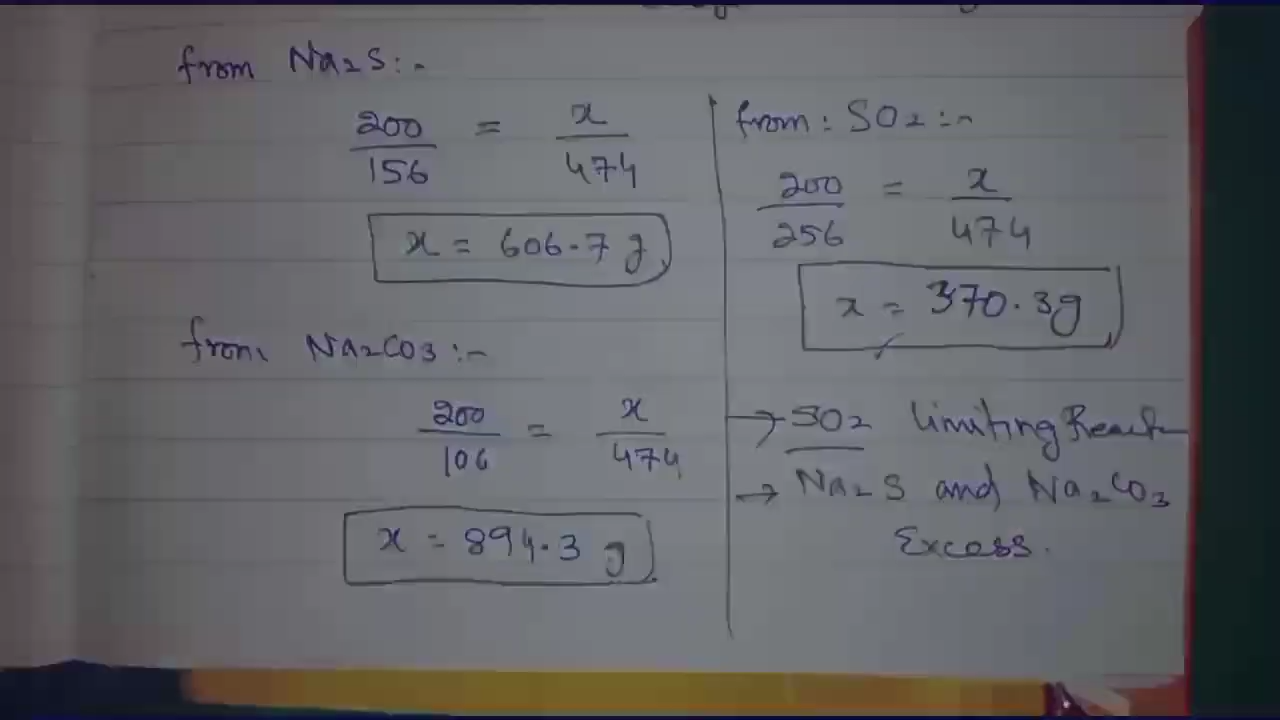 from Na2S:-
200/156 = x/474
x = 606.7 g
from Na2CO3:-
200/106 = x/474
x = 894.3 g
from: SO2:-
200/256 = x/474
x = 370.3g
→ SO2 limiting
→ Na2S and Na2CO3
Excess.